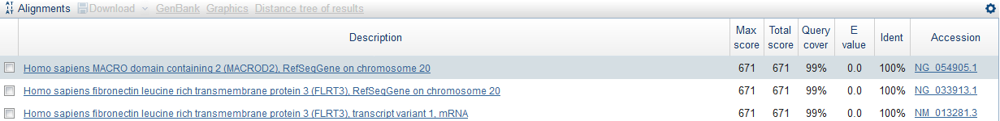 Alignments Download GenBank Graphics Distance tree of results
Description Max score Total score Query cover E value Ident Accession
Homo sapiens MACRO domain containing 2 (MACROD2), RefSeqGene on chromosome 20 671 671 99% 0.0 100% NG_054905.1
Homo sapiens fibronectin leucine rich transmembrane protein 3 (FLRT3), RefSeqGene on chromosome 20 671 671 99% 0.0 100% NG_033913.1
Homo sapiens fibronectin leucine rich transmembrane protein 3 (FLRT3), transcript variant 1, mRNA 671 671 99% 0.0 100% NM_013281.3